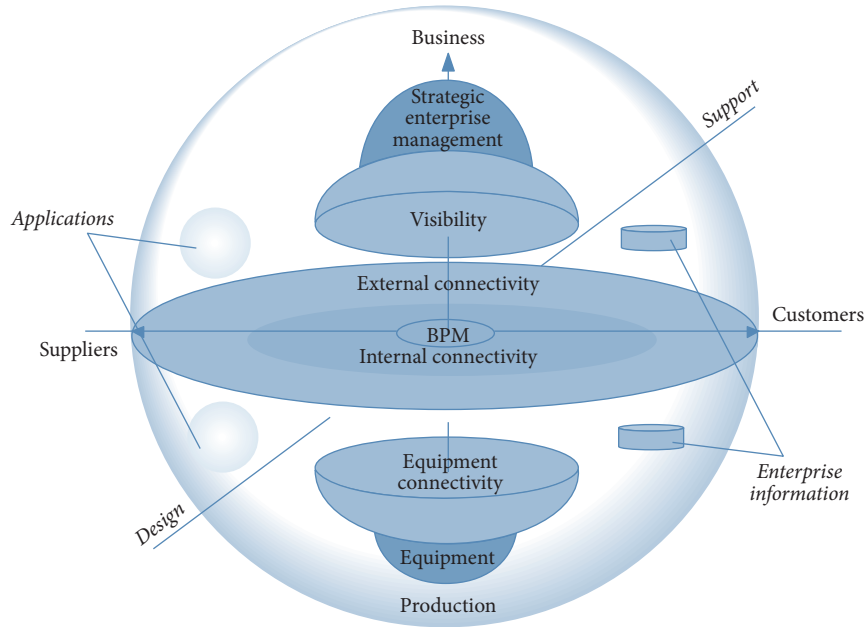 Business
Strategic
enterprise
management
Support
Applications
Visibility
External connectivity
Customers
BPM
Suppliers
Internal connectivity
Equipment
connectivity
Enterprise
information
Design
Equipment
Production